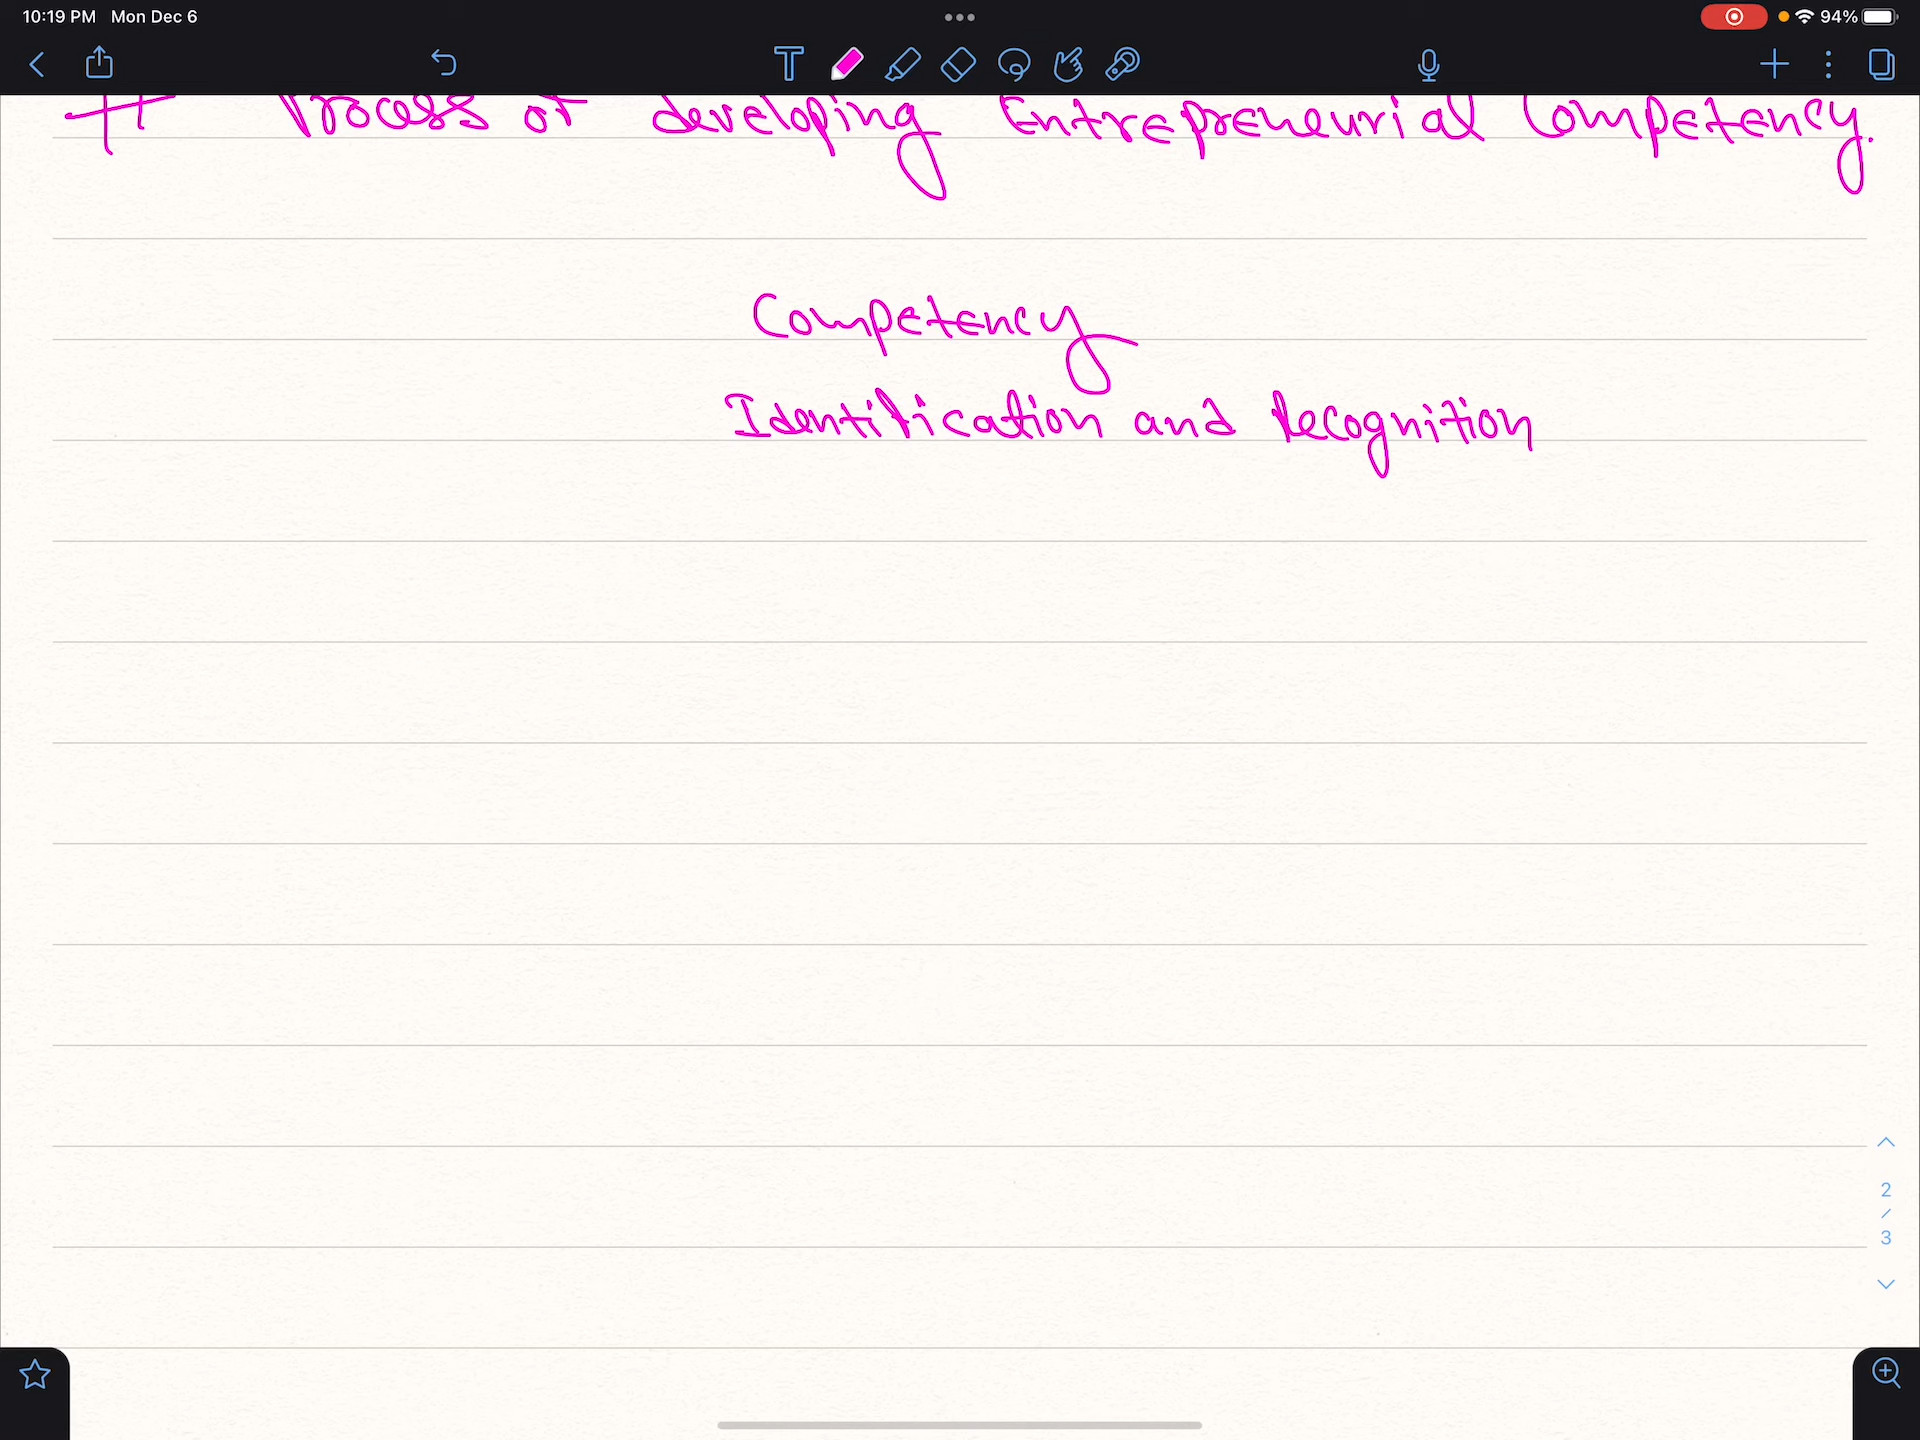 10:19 PM Mon Dec 6
94%
Process of developing Entrepreneurial Competency.
Competency
Identification and Recognition
2
/
3